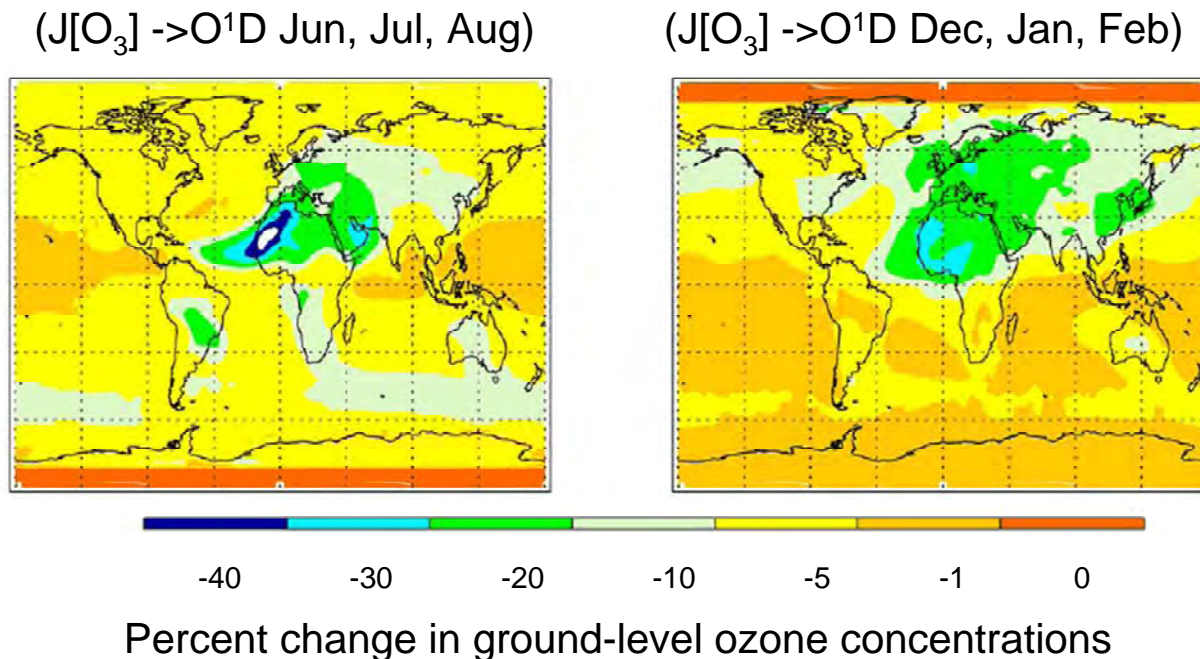 (J[O₃] ->O¹D Jun, Jul, Aug)
(J[O₃] ->O¹D Dec, Jan, Feb)
-40 -30 -20 -10 -5 -1 0
Percent change in ground-level ozone concentrations